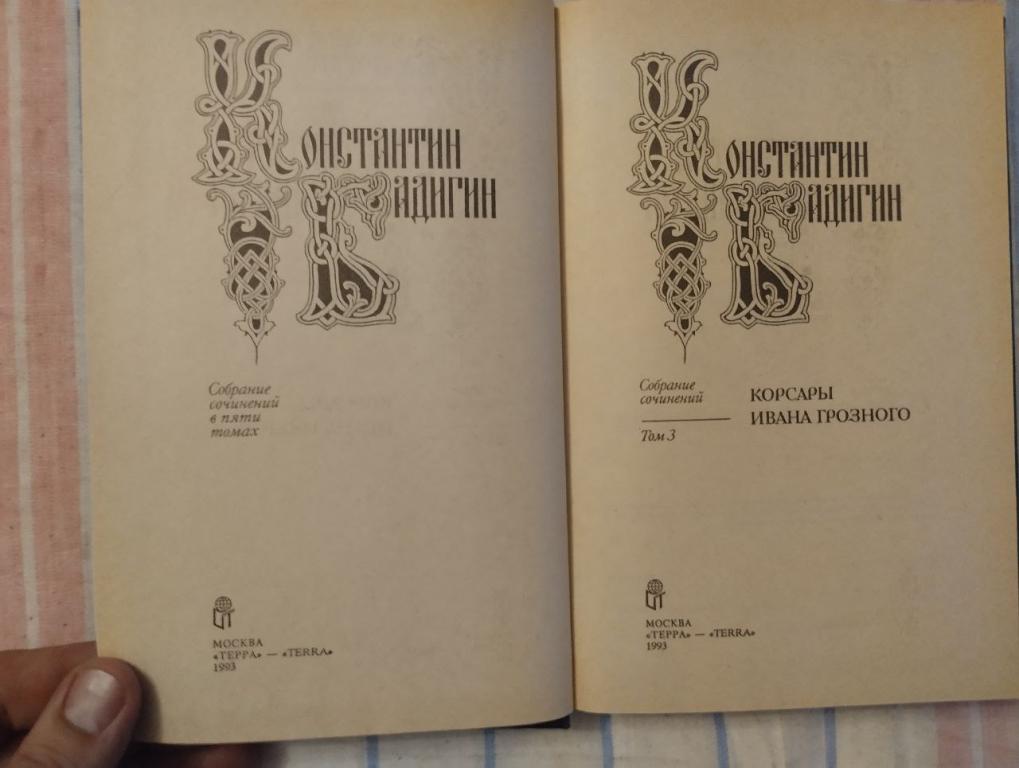 Константин
Бадигин
Собрание
сочинений
в пяти
томах
МОСКВА
«ТЕРРА» — «TERRA»
1993
Константин
Бадигин
Собрание
сочинений
Том 3
КОРСАРЫ
ИВАНА ГРОЗНОГО
МОСКВА
«ТЕРРА» — «TERRA»
1993